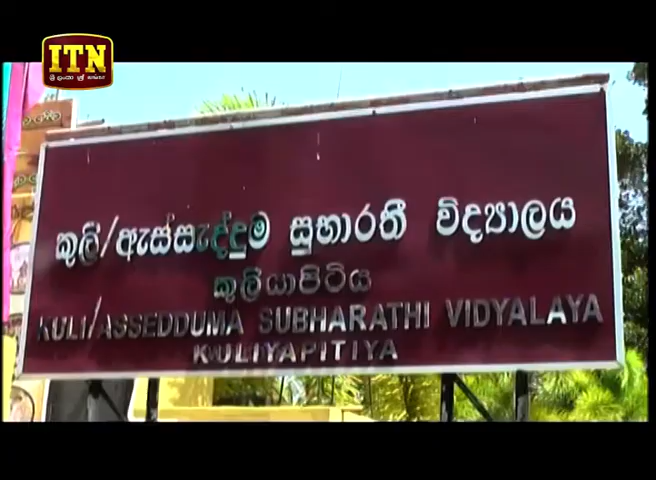 ITN
කුලි/ඇස්සැද්දුම සුභාරතී විද්‍යාලය
කුලියාපිටිය
KULI/ASSEDDUMA SUBHARATHI VIDYALAYA
KULIYAPITIYA